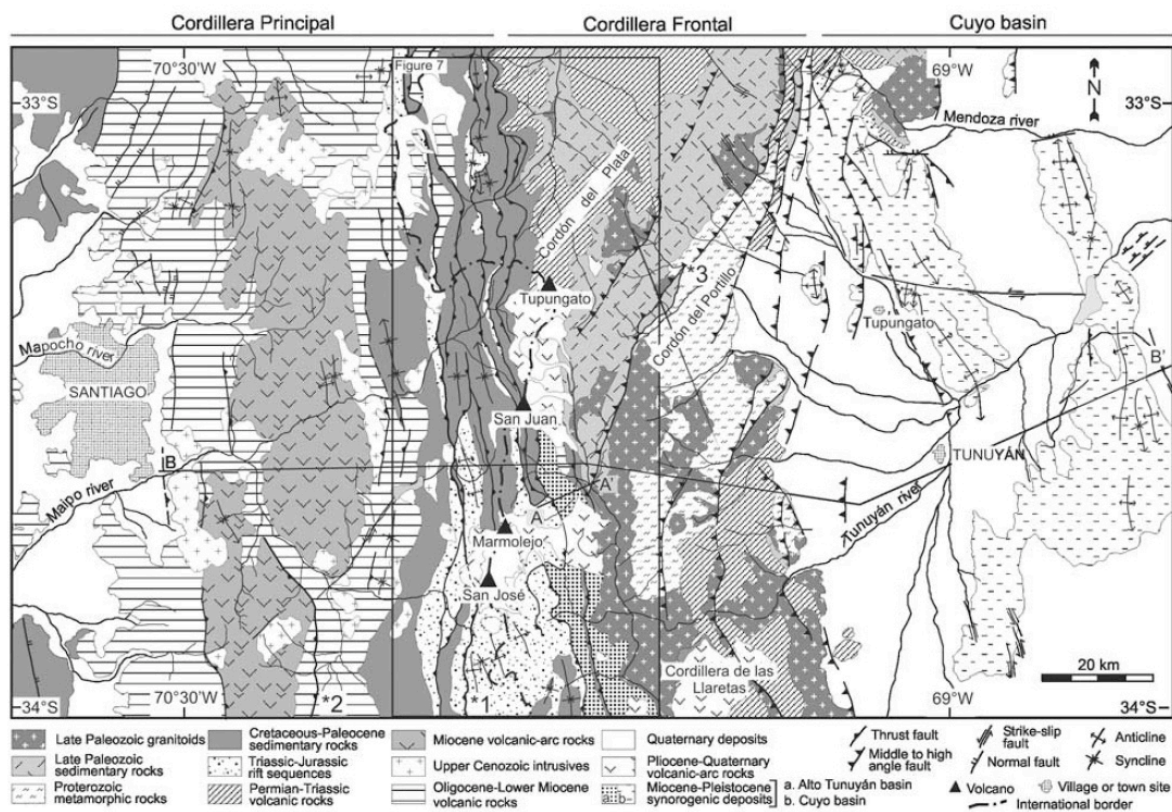 Cordillera Principal Cordillera Frontal Cuyo basin
70°30'W Figure 7 69°W
33°S N 33°S
Mendoza river
Cordón del Plata
*3
Tupungato
Cordón del Portillo
Tupungato
Mapocho river
B'
SANTIAGO
San Juan
TUNUYÁN
B
A'
Maipo river
A
Tunuyán river
Marmolejo
San José
Cordillera de las
Llaretas
20 km
70°30'W 69°W
34°S *2 *1 34°S
Late Paleozoic granitoids
Late Paleozoic
sedimentary rocks
Proterozoic
metamorphic rocks
Cretaceous-Paleocene
sedimentary rocks
Triassic-Jurassic
rift sequences
Permian-Triassic
volcanic rocks
Miocene volcanic-arc rocks
Upper Cenozoic intrusives
Oligocene-Lower Miocene
volcanic rocks
Quaternary deposits
Pliocene-Quaternary
volcanic-arc rocks
a b
Miocene-Pleistocene
synorogenic deposits
a. Alto Tunuyán basin
b. Cuyo basin
Thrust fault
Middle to high
angle fault
Strike-slip
fault
Normal fault
Anticline
Syncline
Volcano
Village or town site
International border